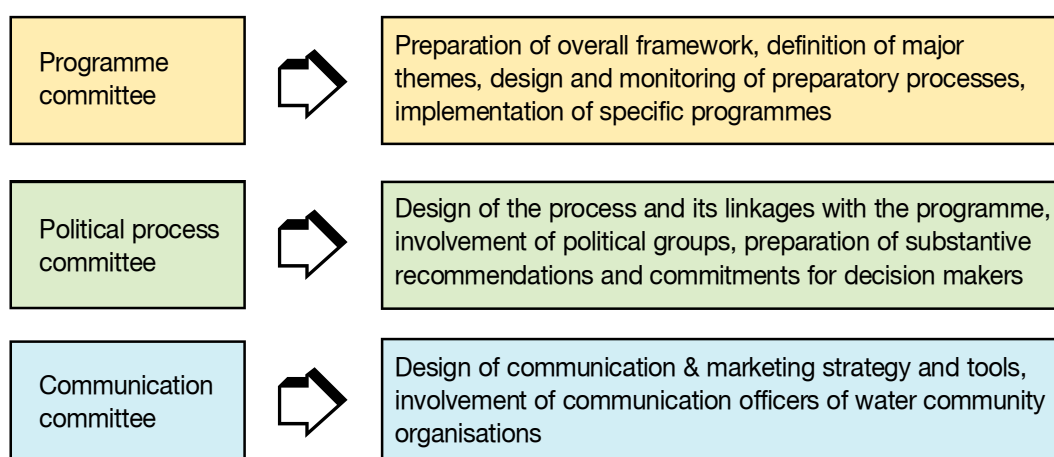 Programme
committee
Preparation of overall framework, definition of major
themes, design and monitoring of preparatory processes,
implementation of specific programmes
Political process
committee
Design of the process and its linkages with the programme,
involvement of political groups, preparation of substantive
recommendations and commitments for decision makers
Communication
committee
Design of communication & marketing strategy and tools,
involvement of communication officers of water community
organisations